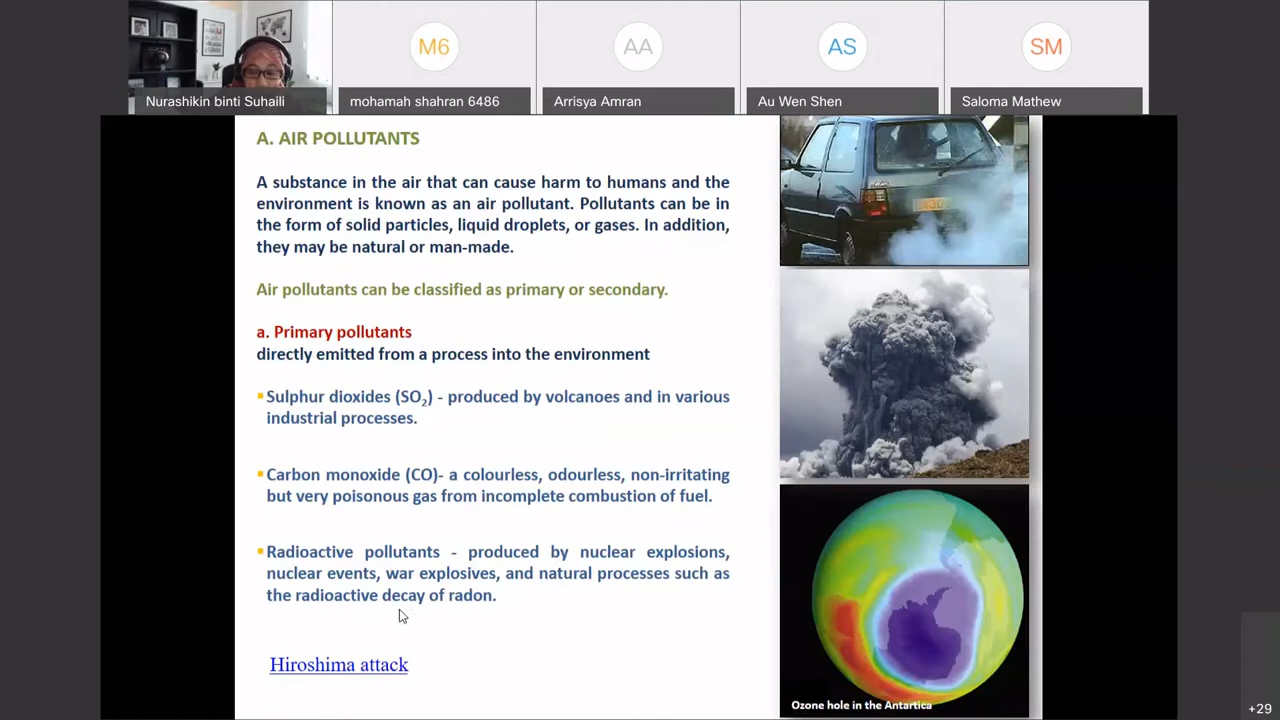 M6
AA
AS
SM
Nurashikin binti Suhaili
mohamah shahran 6486
Arrisya Amran
Au Wen Shen
Saloma Mathew
A. AIR POLLUTANTS
A substance in the air that can cause harm to humans and the
environment is known as an air pollutant. Pollutants can be in
the form of solid particles, liquid droplets, or gases. In addition,
they may be natural or man-made.
Air pollutants can be classified as primary or secondary.
a. Primary pollutants
directly emitted from a process into the environment
▪Sulphur dioxides (SO₂) - produced by volcanoes and in various
industrial processes.
▪Carbon monoxide (CO)- a colourless, odourless, non-irritating
but very poisonous gas from incomplete combustion of fuel.
▪Radioactive pollutants - produced by nuclear explosions,
nuclear events, war explosives, and natural processes such as
the radioactive decay of radon.
Hiroshima attack
Ozone hole in the Antartica
+29